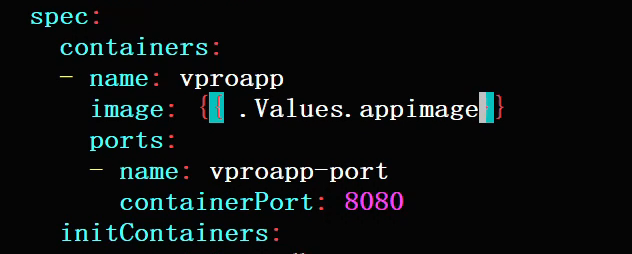 spec:
  containers:
  - name: vproapp
    image: {{ .Values.appimage}}
    ports:
    - name: vproapp-port
      containerPort: 8080
  initContainers: